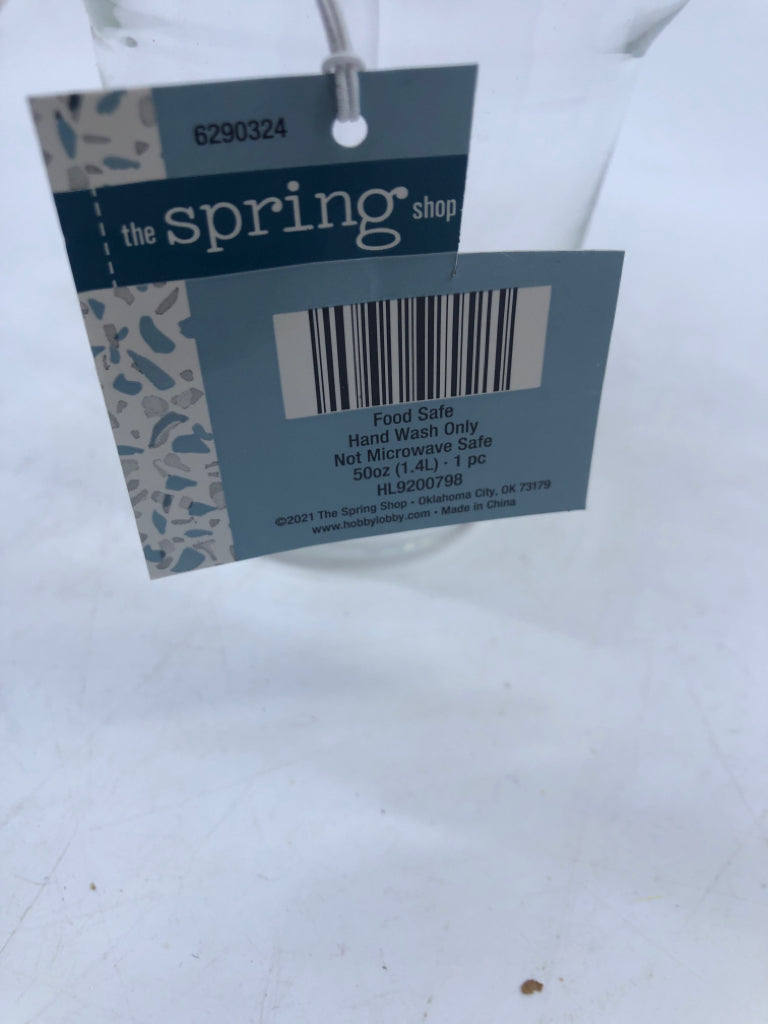 6290324
the spring shop
Food Safe
Hand Wash Only
Not Microwave Safe
50oz (1.4L) · 1 pc
HL9200798
©2021 The Spring Shop · Oklahoma City, OK 73179
www.hobbylobby.com · Made in China